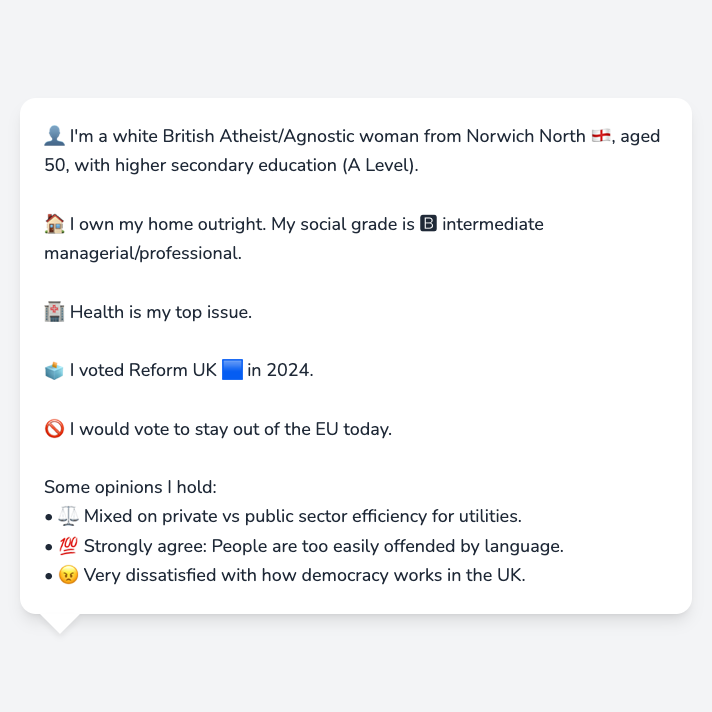 👤 I'm a white British Atheist/Agnostic woman from Norwich North 🏴󠁧󠁢󠁥󠁮󠁧󠁿, aged
50, with higher secondary education (A Level).
🏠 I own my home outright. My social grade is 🅱 intermediate
managerial/professional.
🏥 Health is my top issue.
🗳️ I voted Reform UK 🟦 in 2024.
🚫 I would vote to stay out of the EU today.
Some opinions I hold:
• ⚖️ Mixed on private vs public sector efficiency for utilities.
• 💯 Strongly agree: People are too easily offended by language.
• 😠 Very dissatisfied with how democracy works in the UK.